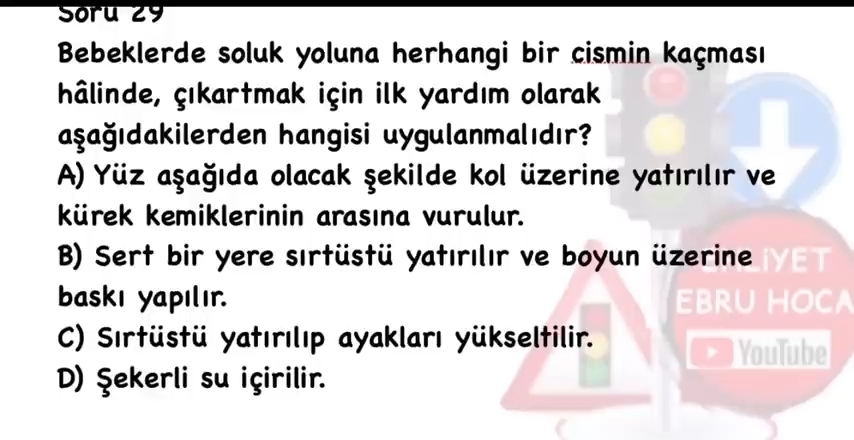 Soru 29
Bebeklerde soluk yoluna herhangi bir cismin kaçması
hâlinde, çıkartmak için ilk yardım olarak
aşağıdakilerden hangisi uygulanmalıdır?
A) Yüz aşağıda olacak şekilde kol üzerine yatırılır ve
kürek kemiklerinin arasına vurulur.
B) Sert bir yere sırtüstü yatırılır ve boyun üzerine
baskı yapılır.
C) Sırtüstü yatırılıp ayakları yükseltilir.
D) Şekerli su içirilir.
EHLİYET
EBRU HOCA
YouTube